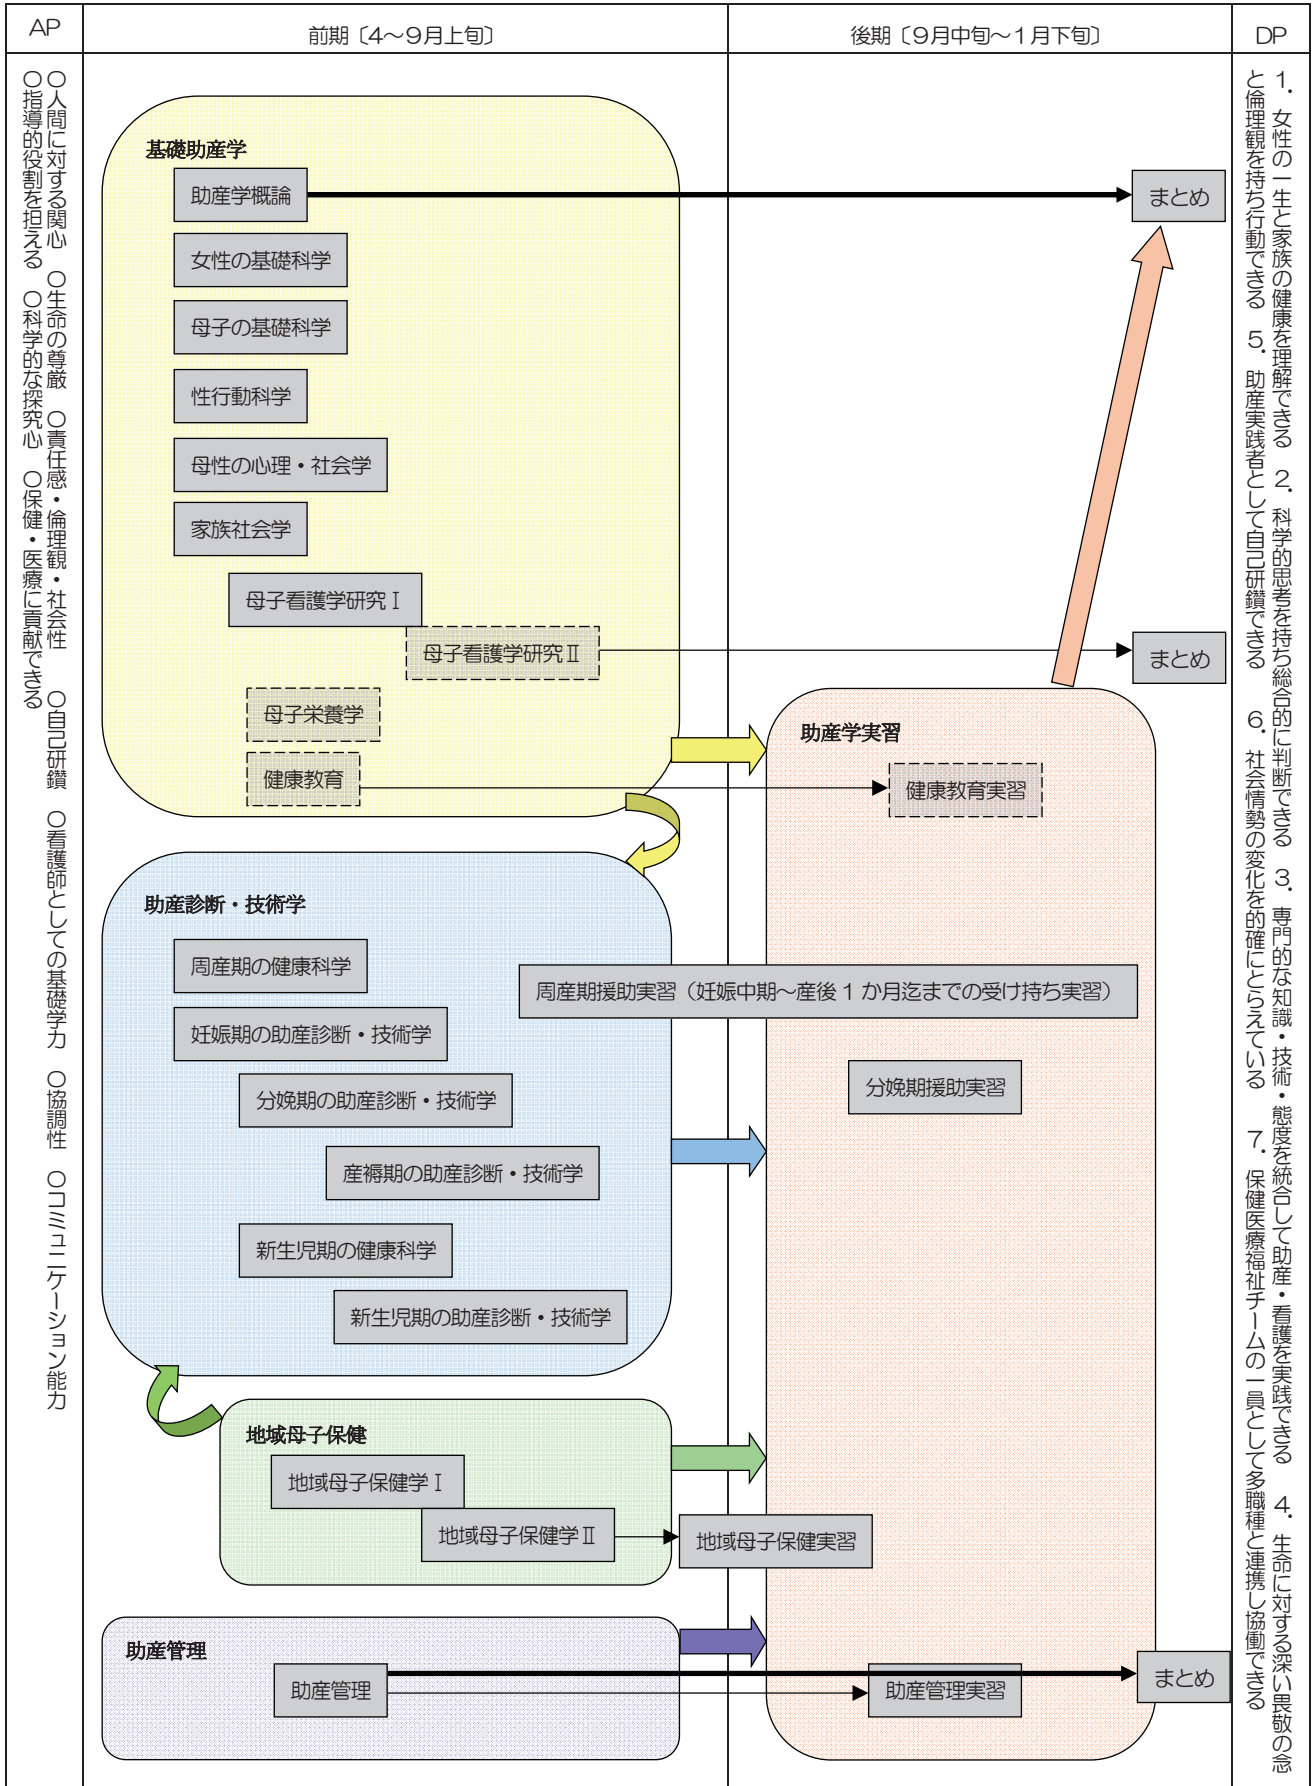 AP
前期〔4～9月上旬〕
後期〔9月中旬～1月下旬〕
DP
〇人間に対する関心　〇生命の尊厳　〇責任感・倫理観・社会性　〇自己研鑽　〇看護師としての基礎学力　〇協調性　〇コミュニケーション能力
〇指導的役割を担える　〇科学的な探究心　〇保健・医療に貢献できる
基礎助産学
助産学概論
まとめ
女性の基礎科学
母子の基礎科学
性行動科学
母性の心理・社会学
家族社会学
母子看護学研究Ⅰ
母子看護学研究Ⅱ
まとめ
母子栄養学
健康教育
助産学実習
健康教育実習
助産診断・技術学
周産期の健康科学
周産期援助実習（妊娠中期～産後1か月迄までの受け持ち実習）
妊娠期の助産診断・技術学
分娩期の助産診断・技術学
分娩期援助実習
産褥期の助産診断・技術学
新生児期の健康科学
新生児期の助産診断・技術学
地域母子保健
地域母子保健学Ⅰ
地域母子保健学Ⅱ
地域母子保健実習
助産管理
助産管理
助産管理実習
まとめ
1．女性の一生と家族の健康を理解できる　2．科学的思考を持ち総合的に判断できる　3．専門的な知識・技術・態度を統合して助産・看護を実践できる　4．生命に対する深い畏敬の念
と倫理観を持ち行動できる　5．助産実践者として自己研鑽できる　6．社会情勢の変化を的確にとらえている　7．保健医療福祉チームの一員として多職種と連携し協働できる